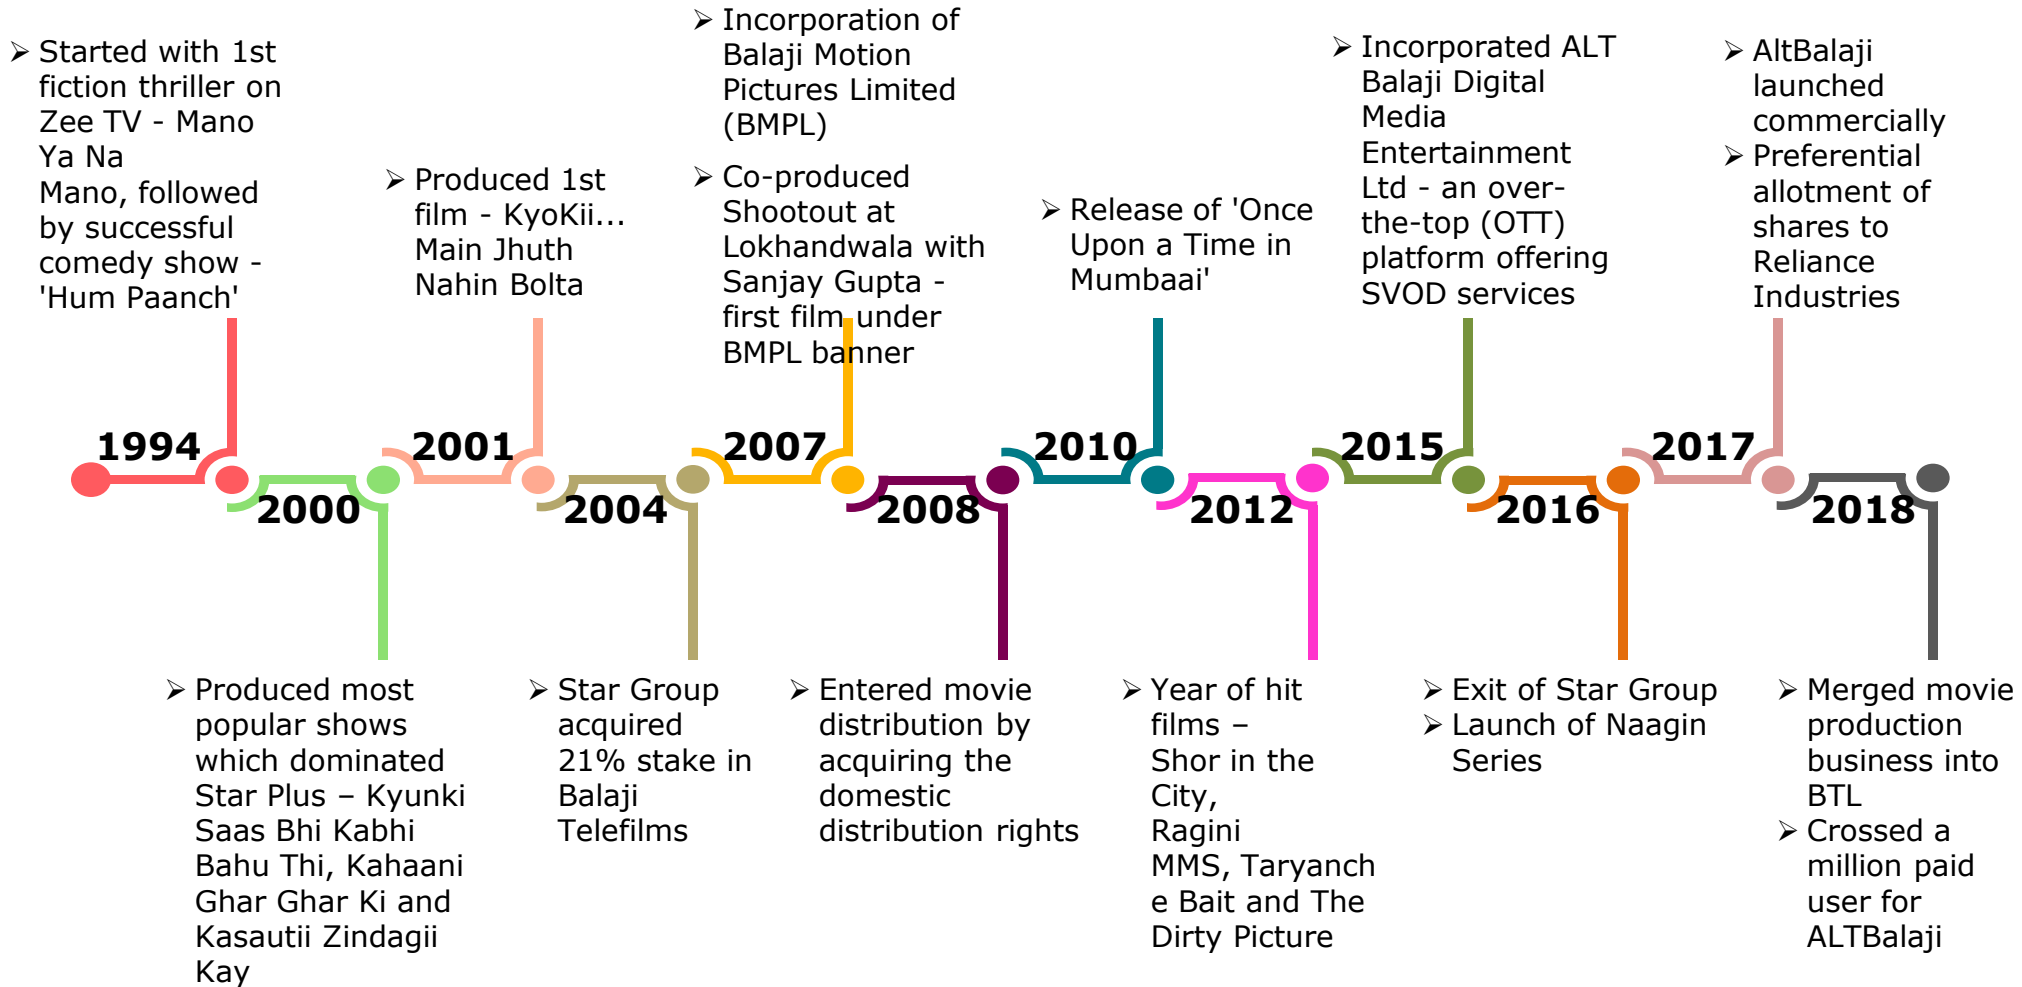 ➢ Started with 1st
fiction thriller on
Zee TV - Mano
Ya Na
Mano, followed
by successful
comedy show -
'Hum Paanch'
1994
➢ Produced most
popular shows
which dominated
Star Plus – Kyunki
Saas Bhi Kabhi
Bahu Thi, Kahaani
Ghar Ghar Ki and
Kasautii Zindagii
Kay
2000
➢ Produced 1st
film - KyoKii...
Main Jhuth
Nahin Bolta
2001
➢ Star Group
acquired
21% stake in
Balaji
Telefilms
2004
➢ Incorporation of
Balaji Motion
Pictures Limited
(BMPL)
➢ Co-produced
Shootout at
Lokhandwala with
Sanjay Gupta -
first film under
BMPL banner
2007
➢ Entered movie
distribution by
acquiring the
domestic
distribution rights
2008
➢ Release of 'Once
Upon a Time in
Mumbaai'
2010
➢ Year of hit
films –
Shor in the
City,
Ragini
MMS, Taryanch
e Bait and The
Dirty Picture
2012
➢ Incorporated ALT
Balaji Digital
Media
Entertainment
Ltd - an over-
the-top (OTT)
platform offering
SVOD services
2015
➢ Exit of Star Group
➢ Launch of Naagin
Series
2016
➢ AltBalaji
launched
commercially
➢ Preferential
allotment of
shares to
Reliance
Industries
2017
➢ Merged movie
production
business into
BTL
➢ Crossed a
million paid
user for
ALTBalaji
2018